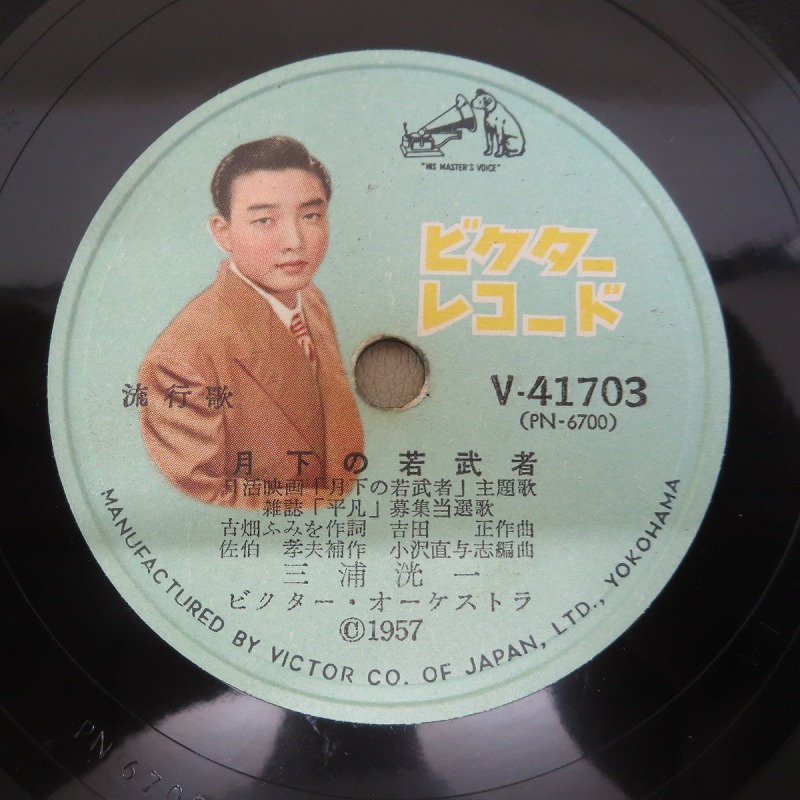 "HIS MASTER'S VOICE"
ビクター
レコード
流行歌
V-41703
(PN-6700)
月下の若武者
日活映画「月下の若武者」主題歌
雑誌「平凡」募集当選歌
古畑ふみを作詞 吉田 正作曲
佐伯 孝夫補作 小沢直与志編曲
三浦洸一
ビクター・オーケストラ
©1957
MANUFACTURED BY VICTOR CO. OF JAPAN, LTD., YOKOHAMA